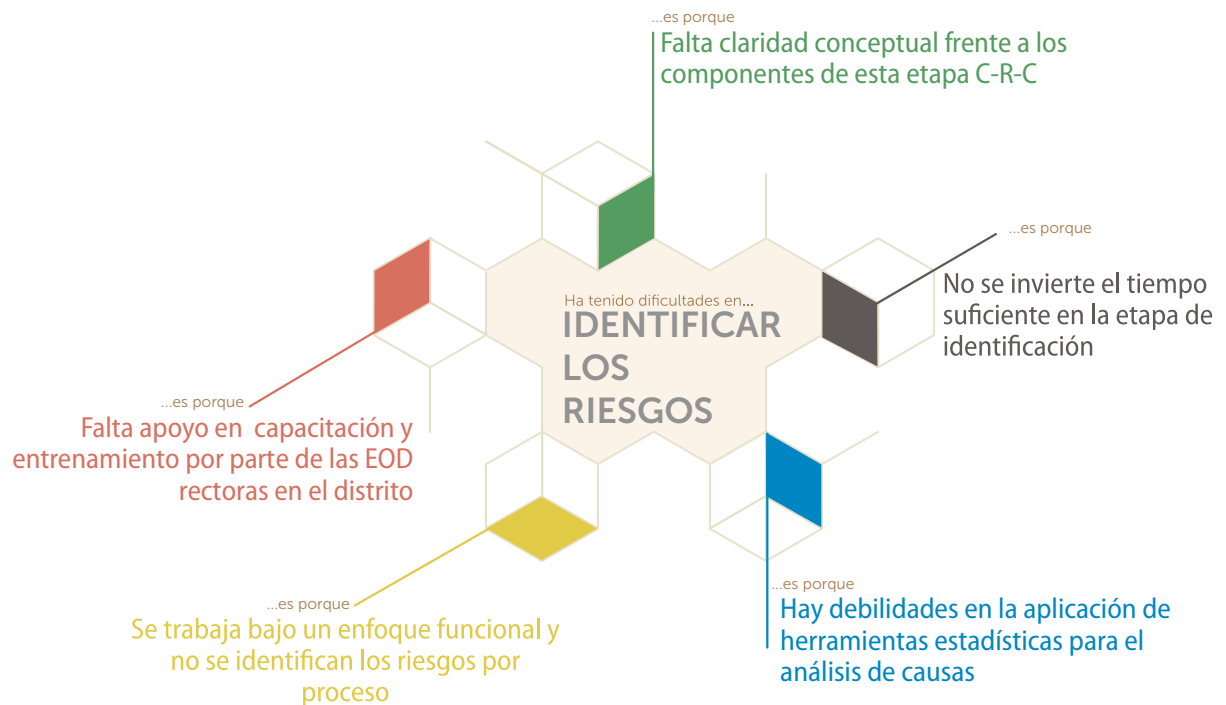 ...es porque
Falta claridad conceptual frente a los
componentes de esta etapa C-R-C
...es porque
No se invierte el tiempo
suficiente en la etapa de
identificación
Ha tenido dificultades en...
IDENTIFICAR
LOS
RIESGOS
...es porque
Falta apoyo en capacitación y
entrenamiento por parte de las EOD
rectoras en el distrito
...es porque
Hay debilidades en la aplicación de
herramientas estadísticas para el
análisis de causas
...es porque
Se trabaja bajo un enfoque funcional y
no se identifican los riesgos por
proceso